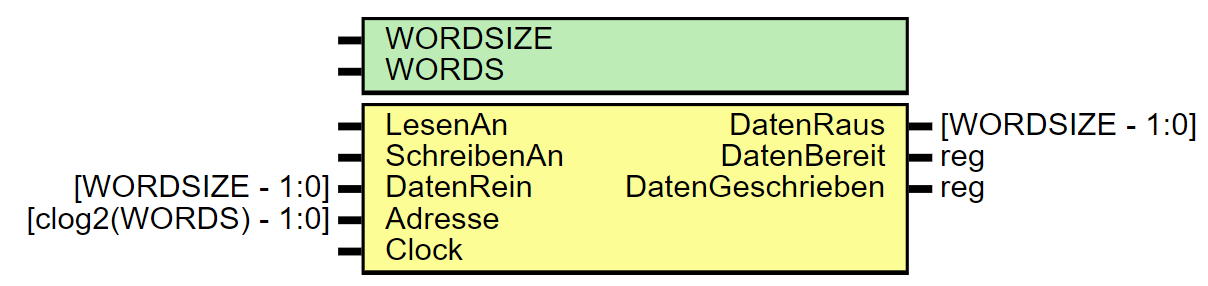 WORDSIZE
WORDS
LesenAn DatenRaus [WORDSIZE - 1:0]
SchreibenAn DatenBereit reg
[WORDSIZE - 1:0] DatenRein DatenGeschrieben reg
[clog2(WORDS) - 1:0] Adresse
Clock